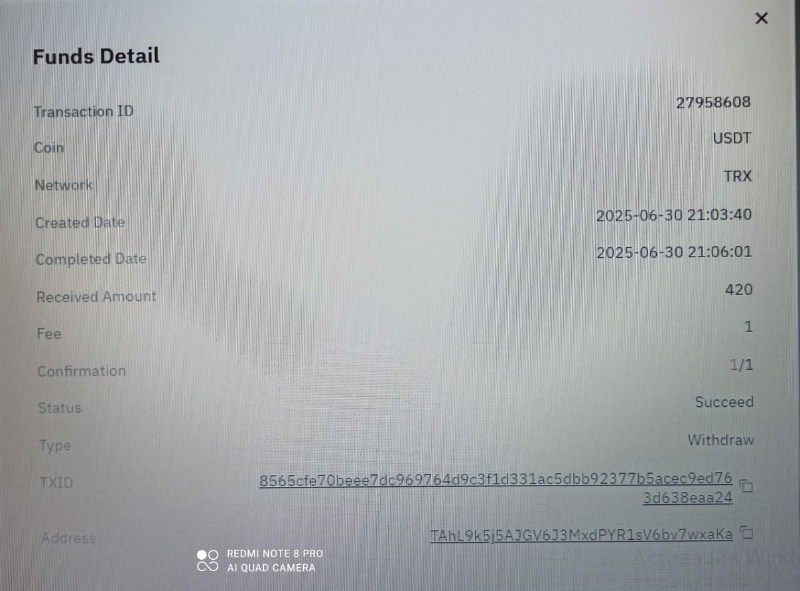 Funds Detail
Transaction ID 27958608
Coin USDT
Network TRX
Created Date 2025-06-30 21:03:40
Completed Date 2025-06-30 21:06:01
Received Amount 420
Fee 1
Confirmation 1/1
Status Succeed
Type Withdraw
TXID 8565cfe70beee7dc969764d9c3f1d331ac5dbb92377b5acec9ed76
3d638eaa24
Address TAhL9k5j5AJGV6J3MxdPYR1sV6bv7wxaKa
REDMI NOTE 8 PRO
AI QUAD CAMERA